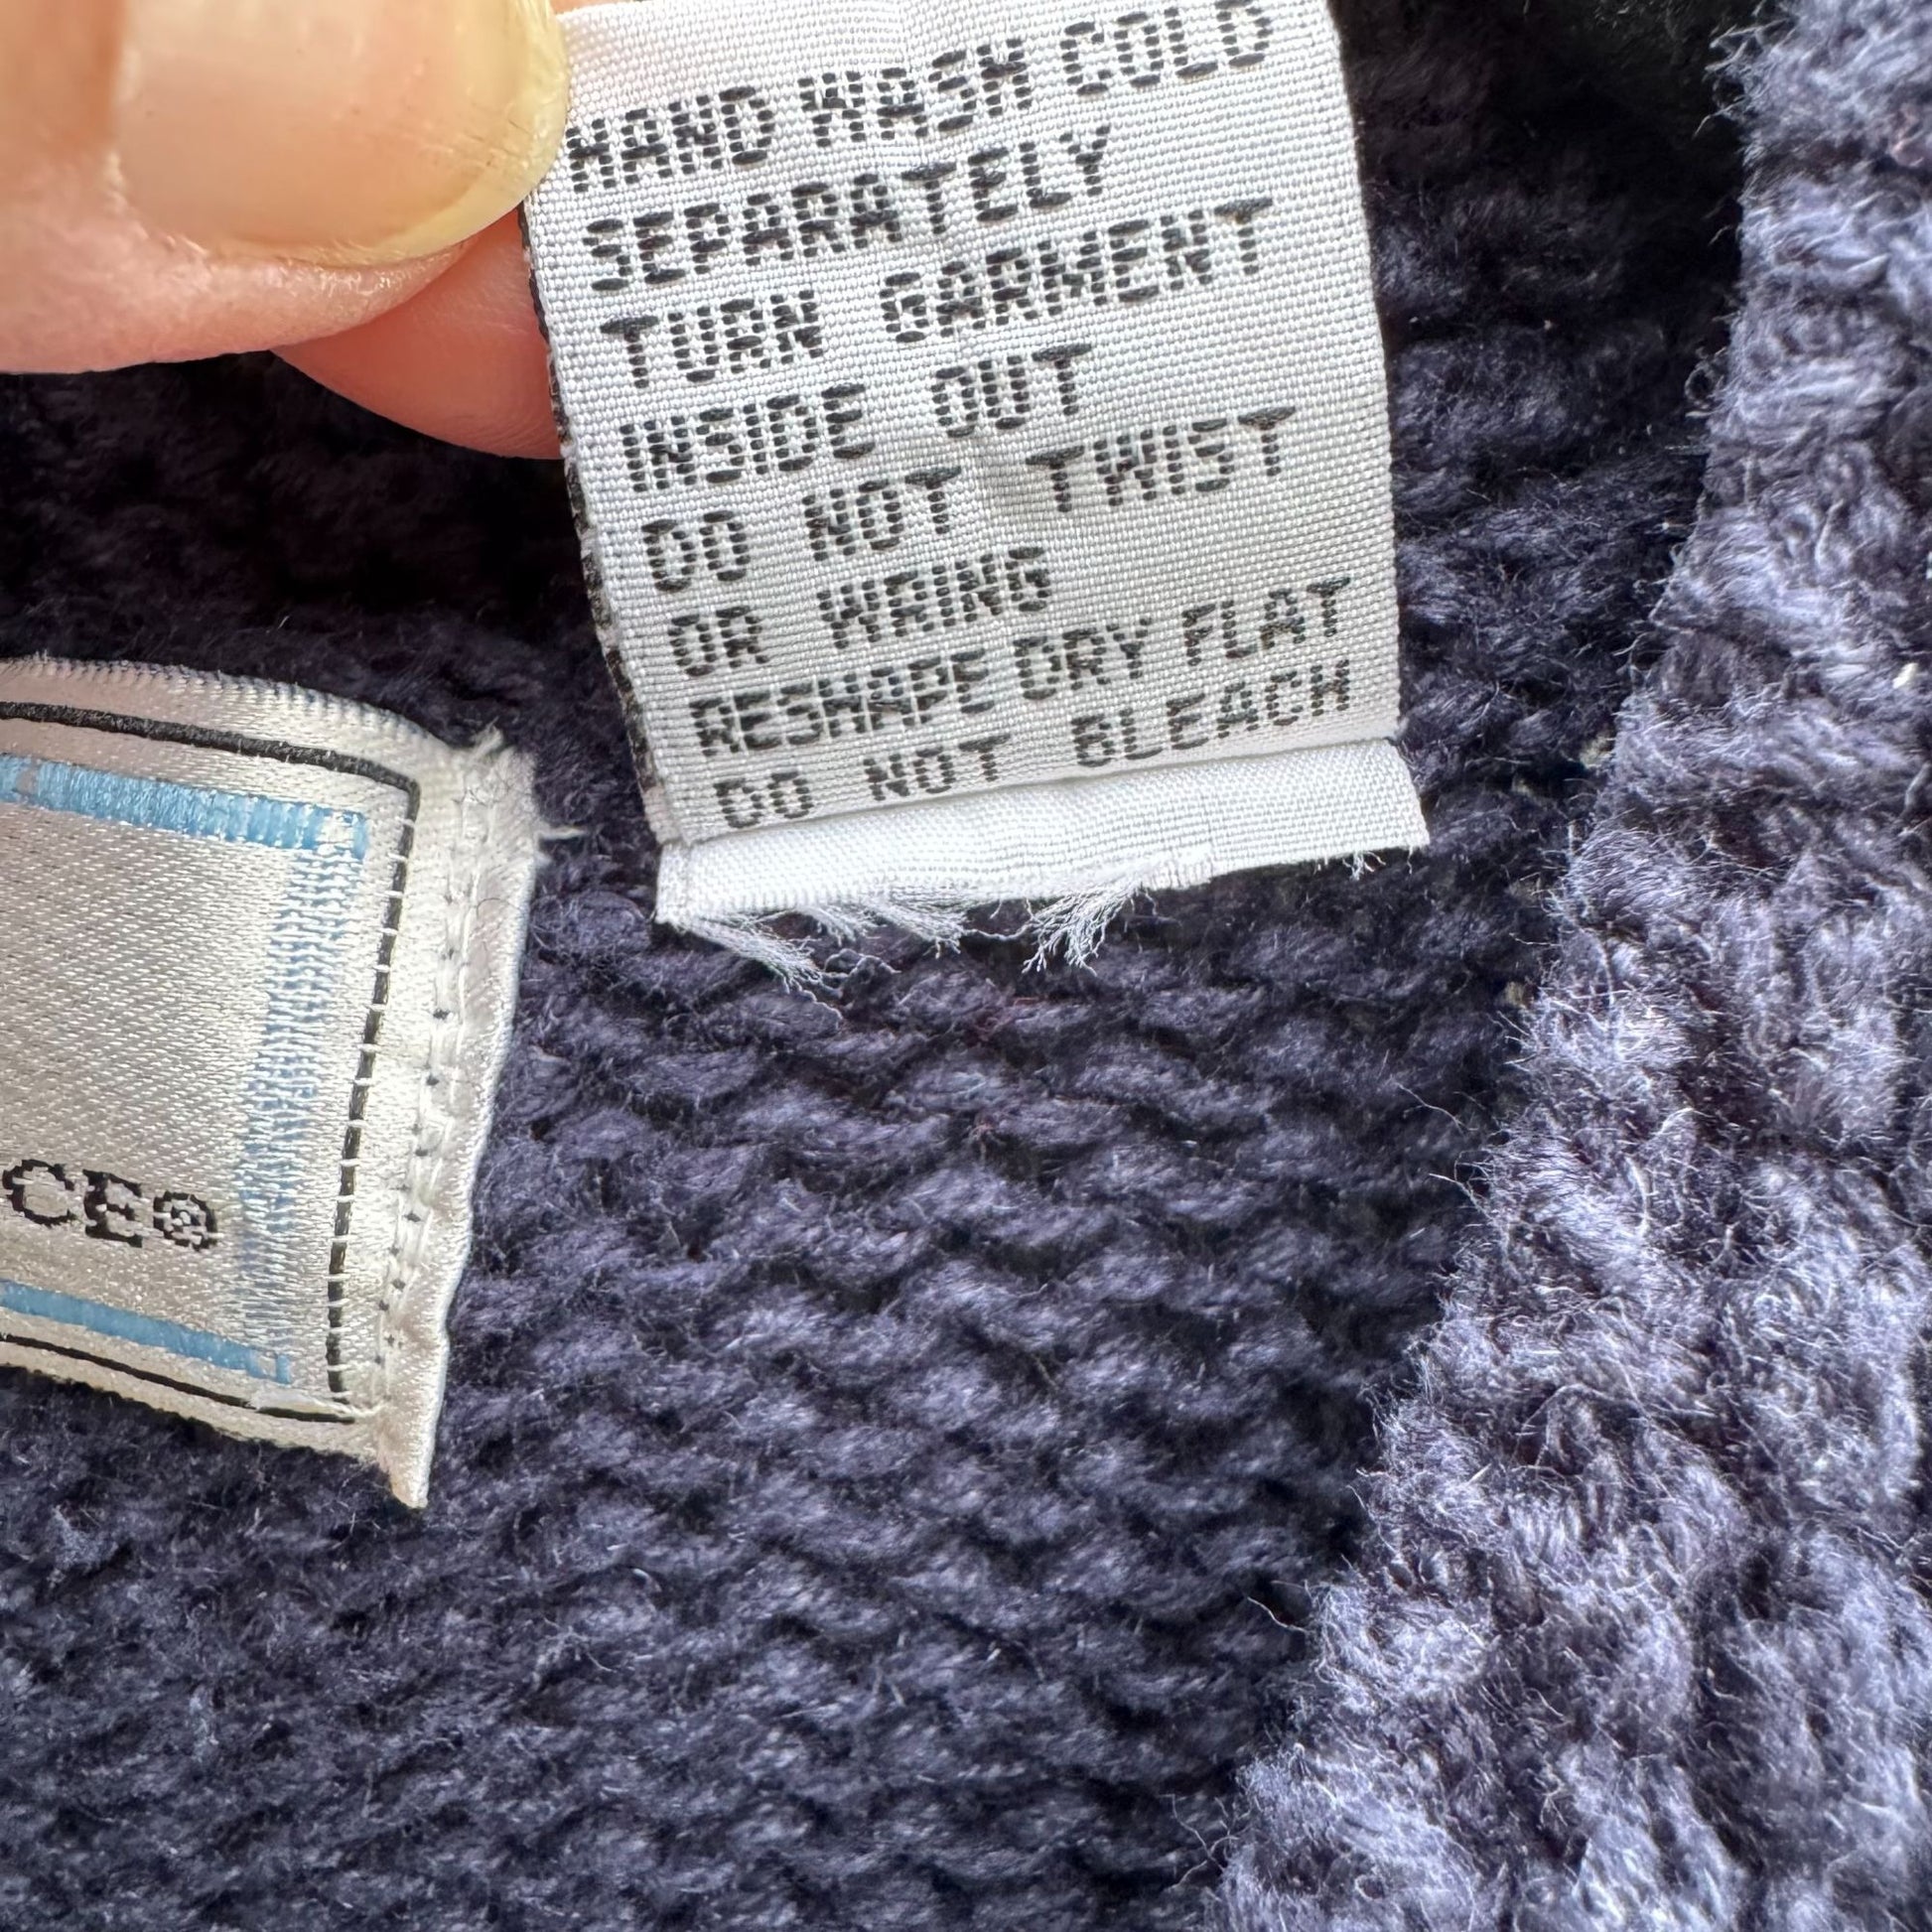 HAND WASH COLD
SEPARATELY
TURN GARMENT
INSIDE OUT
DO NOT TWIST
OR WRING
RESHAPE DRY FLAT
DO NOT BLEACH
CE®